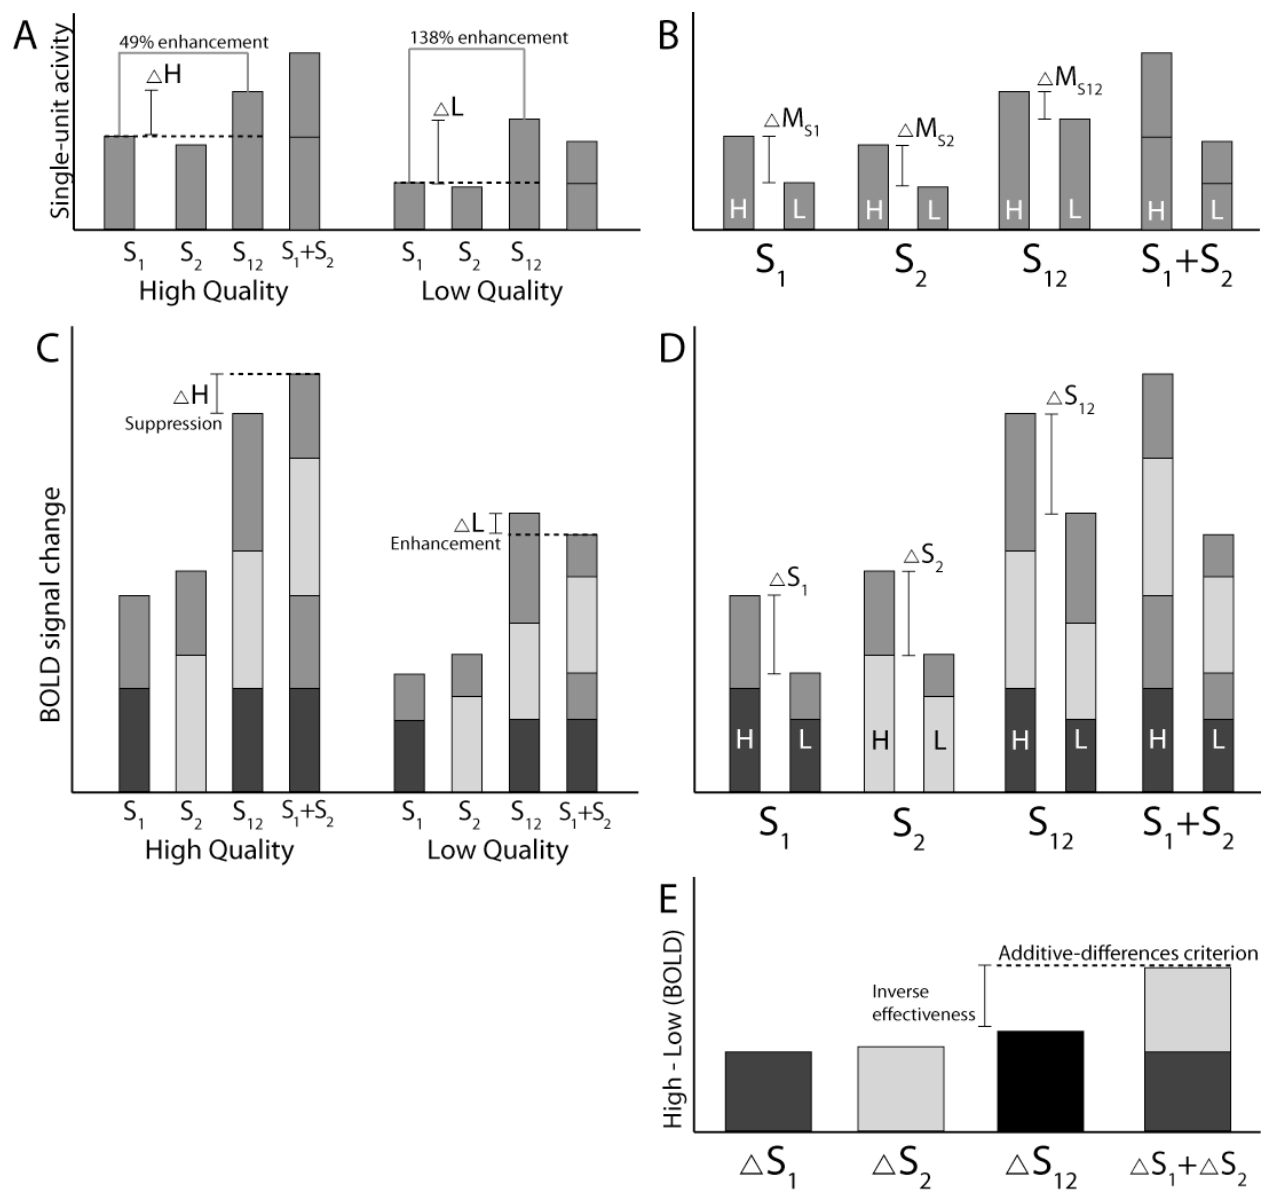 A
Single-unit acivity
49% enhancement
△H
S1 S2 S12 S1+S2
High Quality
138% enhancement
△L
S1 S2 S12
Low Quality
B
△MS1
△MS2
△MS12
H L H L H L H L
S1 S2 S12 S1+S2
C
BOLD signal change
△H
Suppression
S1 S2 S12 S1+S2
High Quality
△L
Enhancement
S1 S2 S12 S1+S2
Low Quality
D
△S1
△S2
△S12
H L H L H L H L
S1 S2 S12 S1+S2
E
High - Low (BOLD)
Additive-differences criterion
Inverse
effectiveness
△S1 △S2 △S12 △S1+△S2